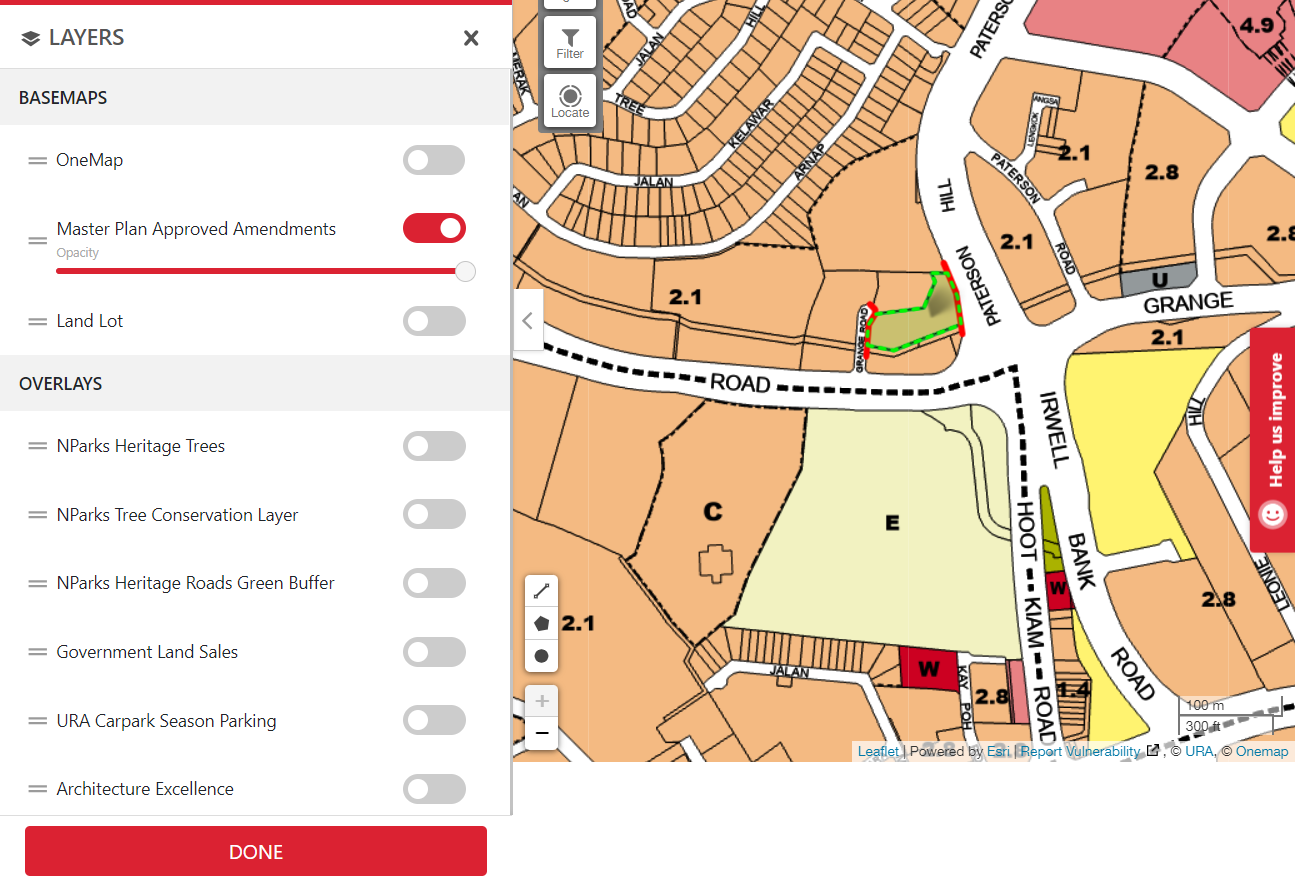 LAYERS
BASEMAPS
OneMap
Master Plan Approved Amendments
Opacity
Land Lot
OVERLAYS
NParks Heritage Trees
NParks Tree Conservation Layer
NParks Heritage Roads Green Buffer
Government Land Sales
URA Carpark Season Parking
Architecture Excellence
DONE
Filter
Locate
JALAN
HILL
TREE
KELAWAR
JALAN
ARNAP
PATERSON
HILL
PATERSON
4.9
ANGSA
LENGKOK
2.1
2.8
PATERSON
ROAD
2.1
U
GRANGE
2.1
2.1
GRANGE ROAD
ROAD
IRWELL
BANK
ROAD
HILL
LEONIE
C
E
HOOT
KIAM
ROAD
W
2.8
2.1
JALAN
W
KAY
POH
2.8
1.4
Help us improve
100 m
300 ft
Leaflet | Powered by Esri | Report Vulnerability , © URA, © Onemap